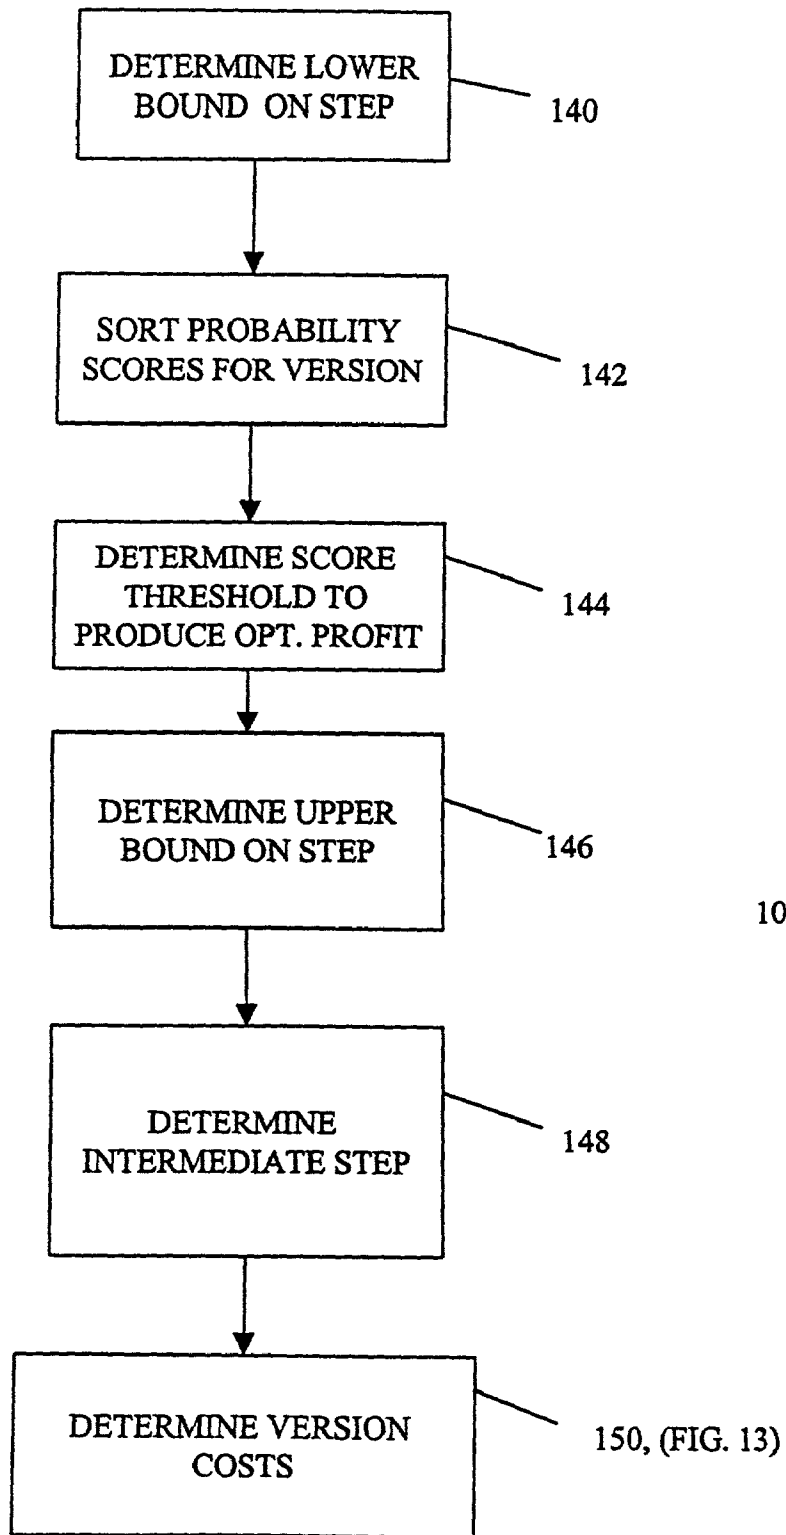 DETERMINE LOWER
BOUND ON STEP
140
SORT PROBABILITY
SCORES FOR VERSION
142
DETERMINE SCORE
THRESHOLD TO
PRODUCE OPT. PROFIT
144
DETERMINE UPPER
BOUND ON STEP
146
10
DETERMINE
INTERMEDIATE STEP
148
DETERMINE VERSION
COSTS
150, (FIG. 13)